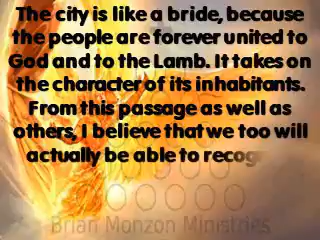 The city is like a bride, because
the people are forever united to
God and to the Lamb. It takes on
the character of its inhabitants.
From this passage as well as
others, I believe that we too will
actually be able to recog
Brian Monzon Ministries